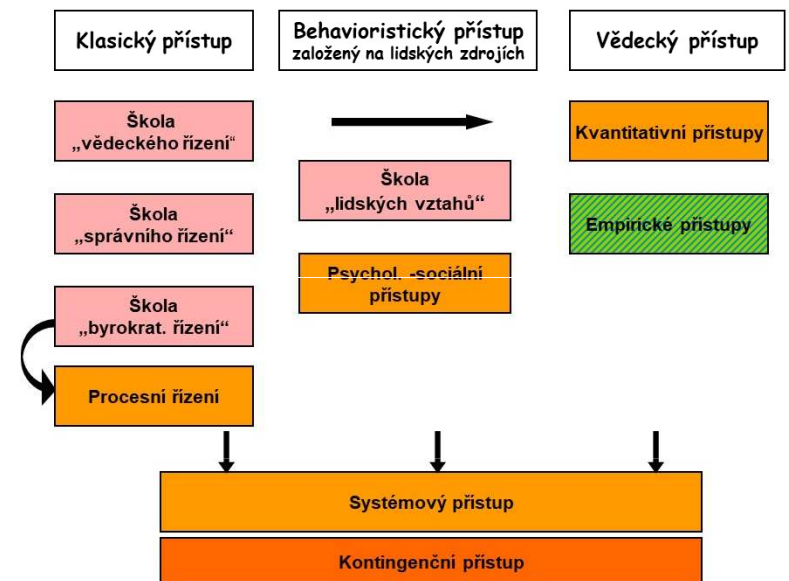 Klasický přístup
Behavioristický přístup
založený na lidských zdrojích
Vědecký přístup
Škola
„vědeckého řízení“
Škola
„správního řízení“
Škola
„byrokrat. řízení“
Procesní řízení
Škola
„lidských vztahů“
Psychol. -sociální
přístupy
Kvantitativní přístupy
Empirické přístupy
Systémový přístup
Kontingenční přístup